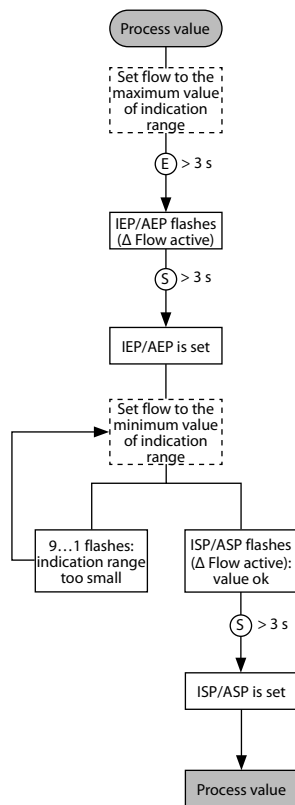 Process value
Set flow to the
maximum value
of indication
range
E > 3 s
IEP/AEP flashes
(Δ Flow active)
S > 3 s
IEP/AEP is set
Set flow to the
minimum value
of indication
range
9…1 flashes:
indication range
too small
ISP/ASP flashes
(Δ Flow active):
value ok
S > 3 s
ISP/ASP is set
Process value